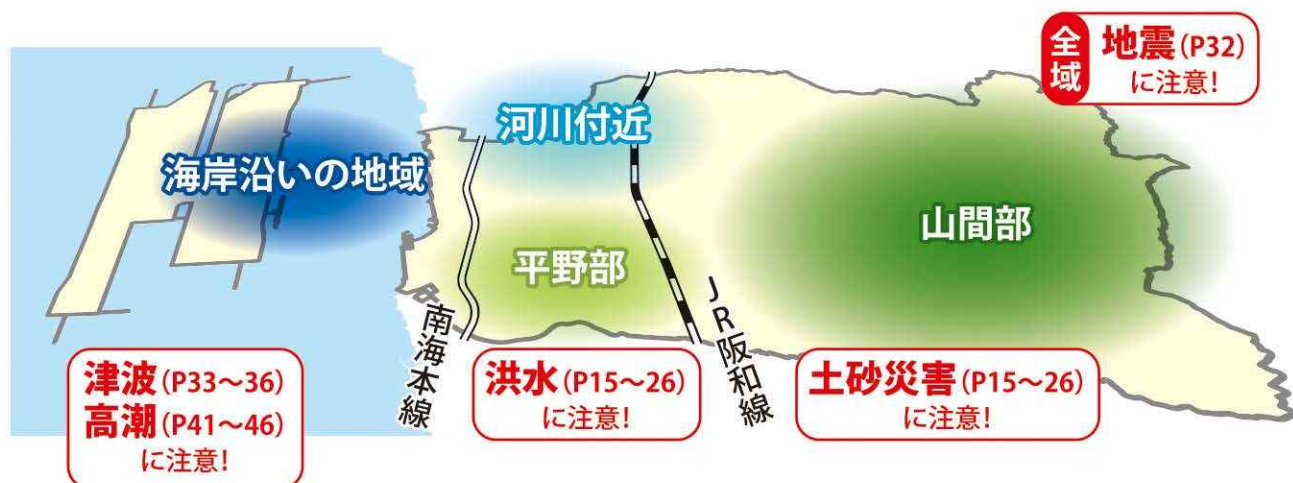 全域
地震(P32)
に注意!
河川付近
海岸沿いの地域
山間部
平野部
南海本線
JR阪和線
津波(P33～36)
高潮(P41～46)
に注意!
洪水(P15～26)
に注意!
土砂災害(P15～26)
に注意!